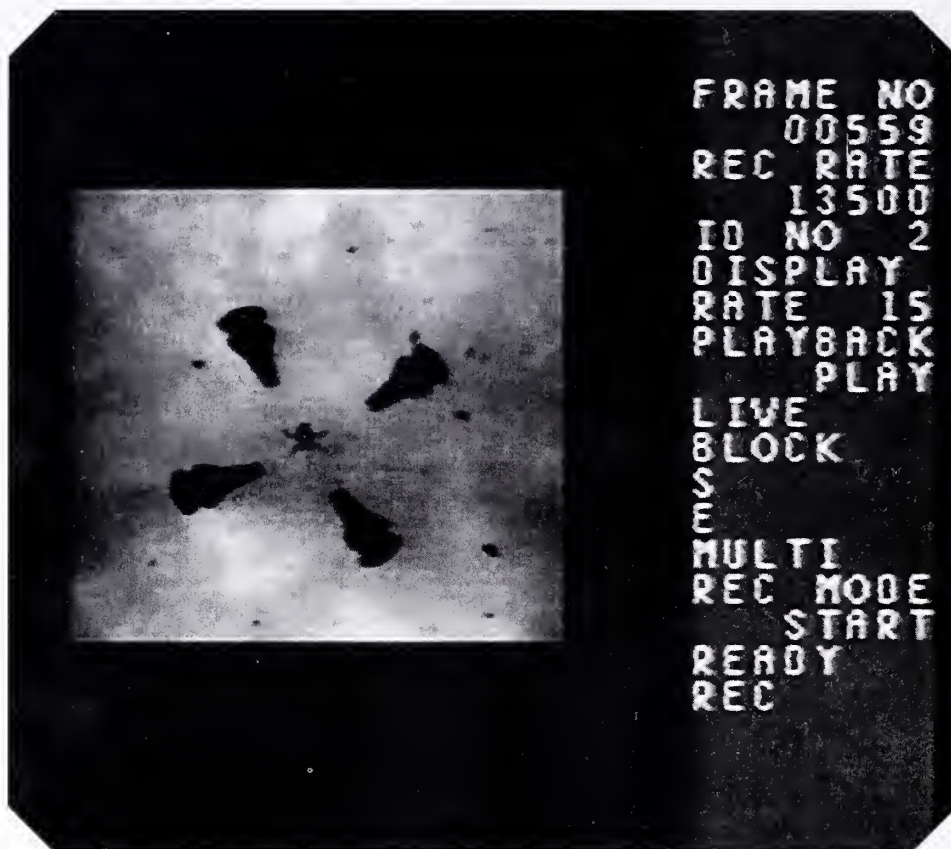 FRAME NO
00559
REC RATE
13500
ID NO 2
DISPLAY
RATE 15
PLAYBACK
PLAY
LIVE
BLOCK
S
E
MULTI
REC MODE
START
READY
REC